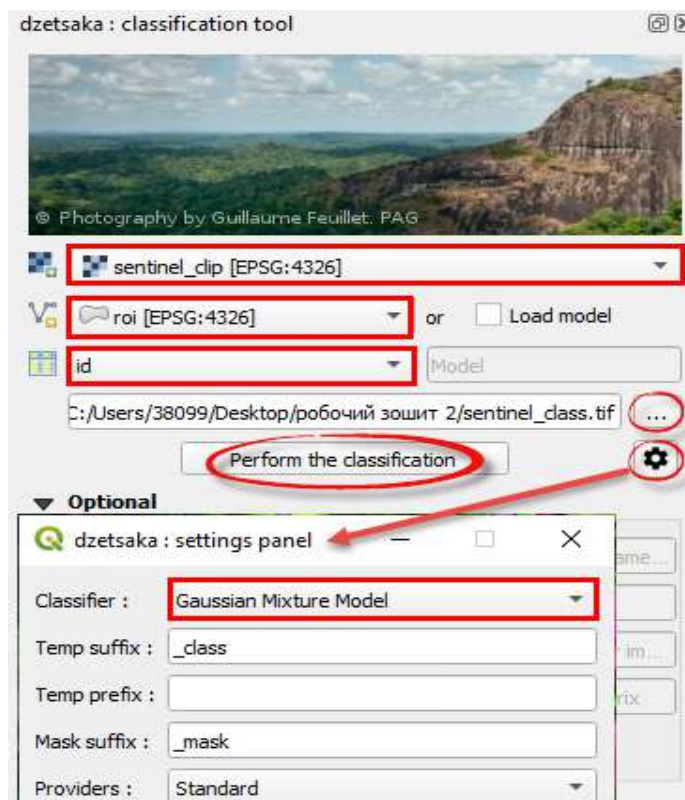 dzetsaka : classification tool
© Photography by Guillaume Feuillet. PAG
sentinel_clip [EPSG:4326]
roi [EPSG:4326] or Load model
id Model
C:/Users/38099/Desktop/робочий зошит 2/sentinel_class.tif ...
Perform the classification
Optional
dzetsaka : settings panel
Classifier : Gaussian Mixture Model
Temp suffix : _class
Temp prefix :
Mask suffix : _mask
Providers : Standard